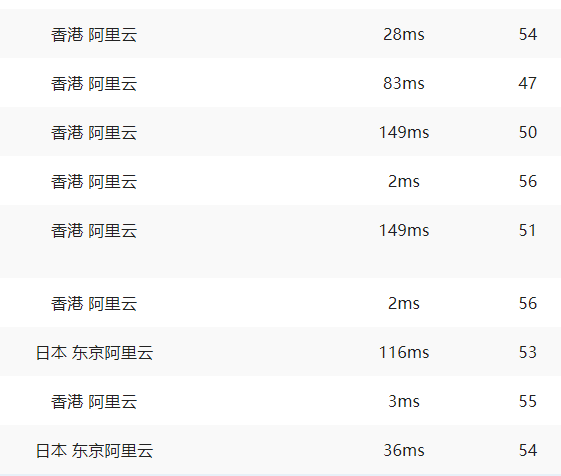 香港 阿里云 28ms 54
香港 阿里云 83ms 47
香港 阿里云 149ms 50
香港 阿里云 2ms 56
香港 阿里云 149ms 51
香港 阿里云 2ms 56
日本 东京阿里云 116ms 53
香港 阿里云 3ms 55
日本 东京阿里云 36ms 54